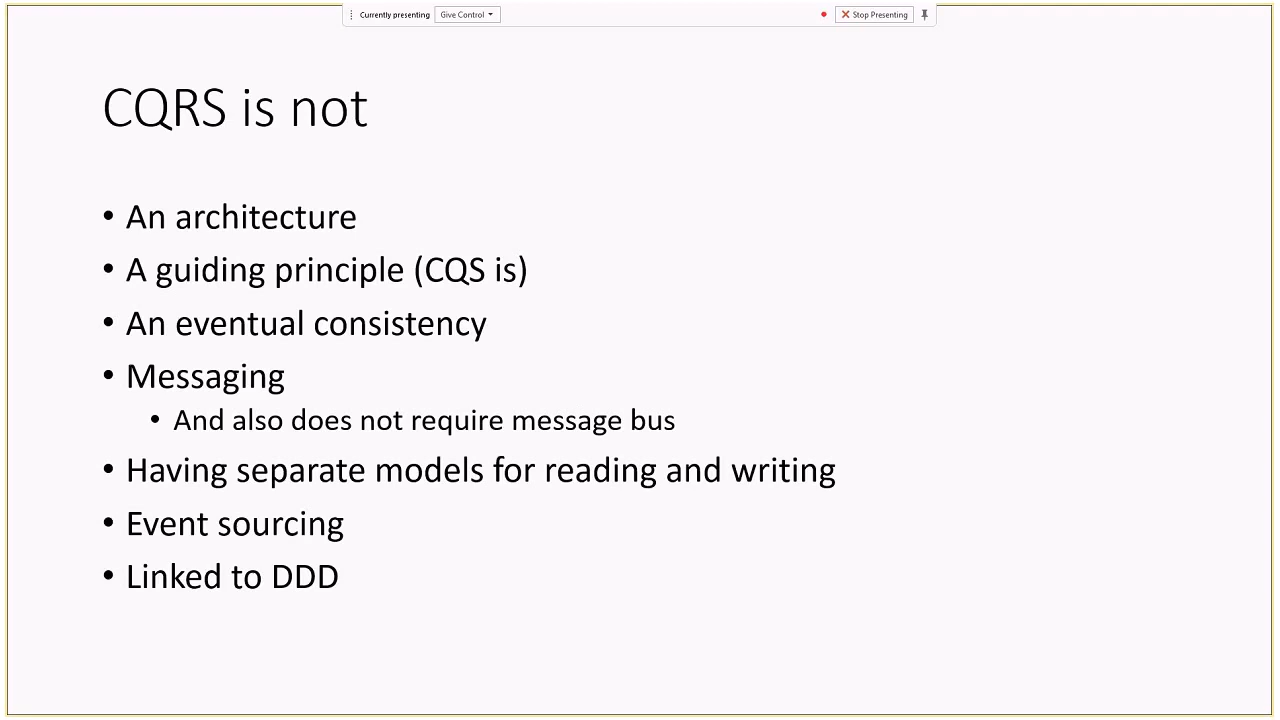 Currently presenting Give Control Stop Presenting
CQRS is not
• An architecture
• A guiding principle (CQS is)
• An eventual consistency
• Messaging
• And also does not require message bus
• Having separate models for reading and writing
• Event sourcing
• Linked to DDD